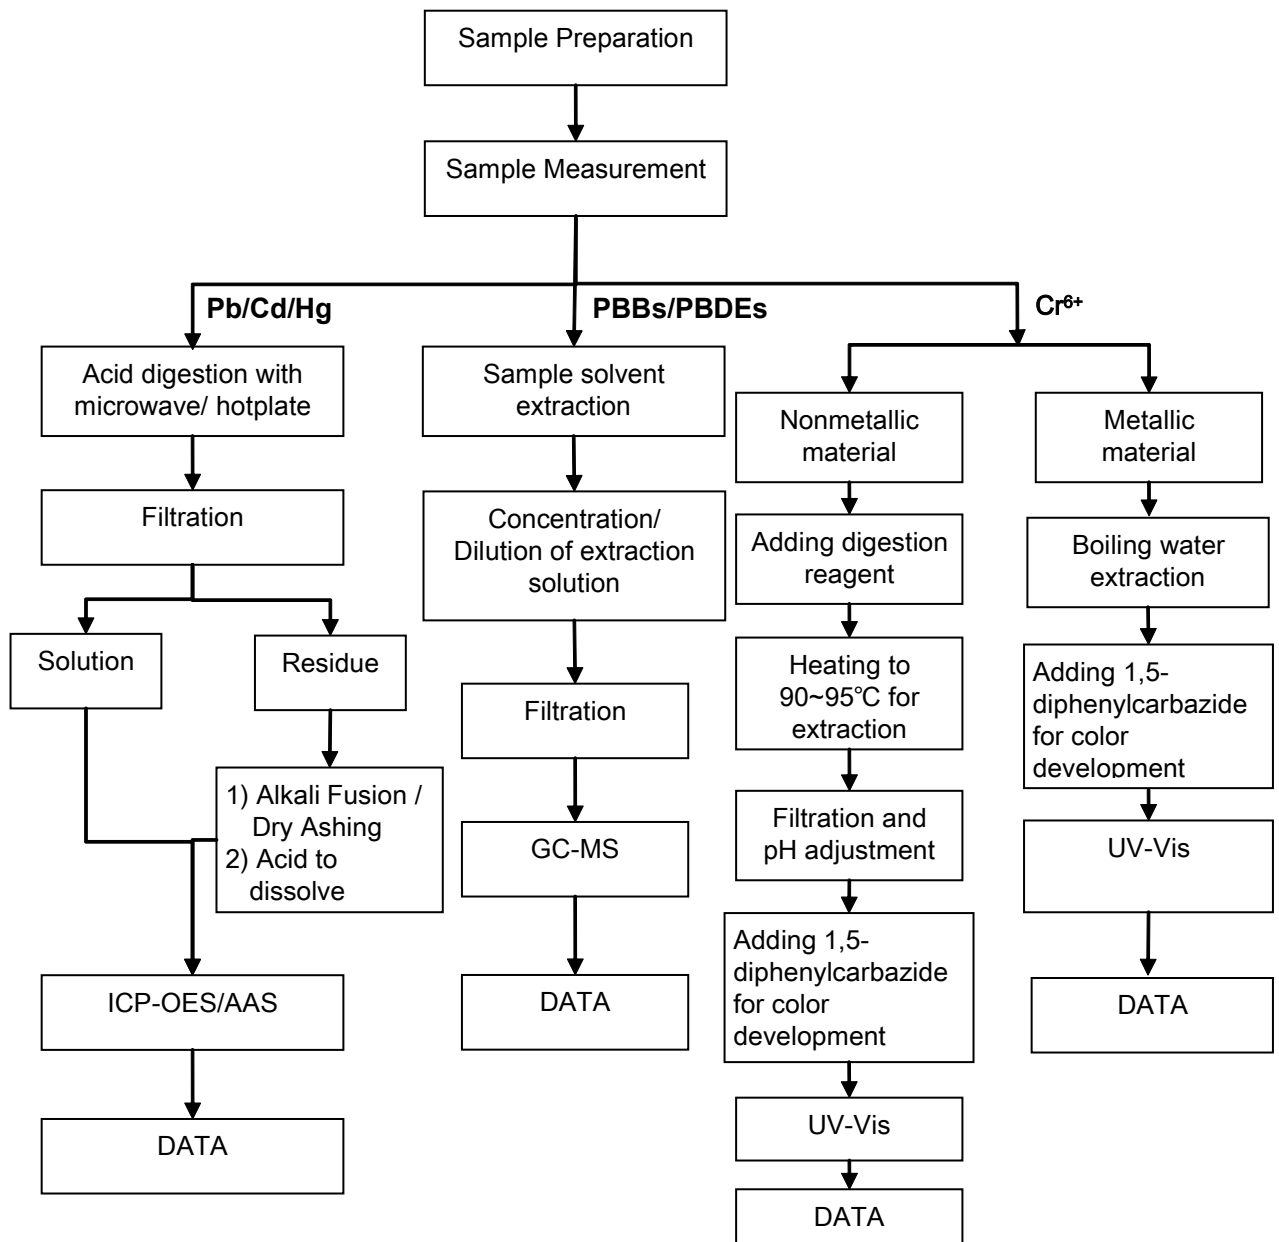 Sample Preparation
Sample Measurement
Pb/Cd/Hg
PBBs/PBDEs
Cr⁶⁺
Acid digestion with
microwave/ hotplate
Filtration
Solution
Residue
1) Alkali Fusion /
Dry Ashing
2) Acid to
dissolve
ICP-OES/AAS
DATA
Sample solvent
extraction
Concentration/
Dilution of extraction
solution
Filtration
GC-MS
DATA
Nonmetallic
material
Adding digestion
reagent
Heating to
90~95℃ for
extraction
Filtration and
pH adjustment
Adding 1,5-
diphenylcarbazide
for color
development
UV-Vis
DATA
Metallic
material
Boiling water
extraction
Adding 1,5-
diphenylcarbazide
for color
development
UV-Vis
DATA